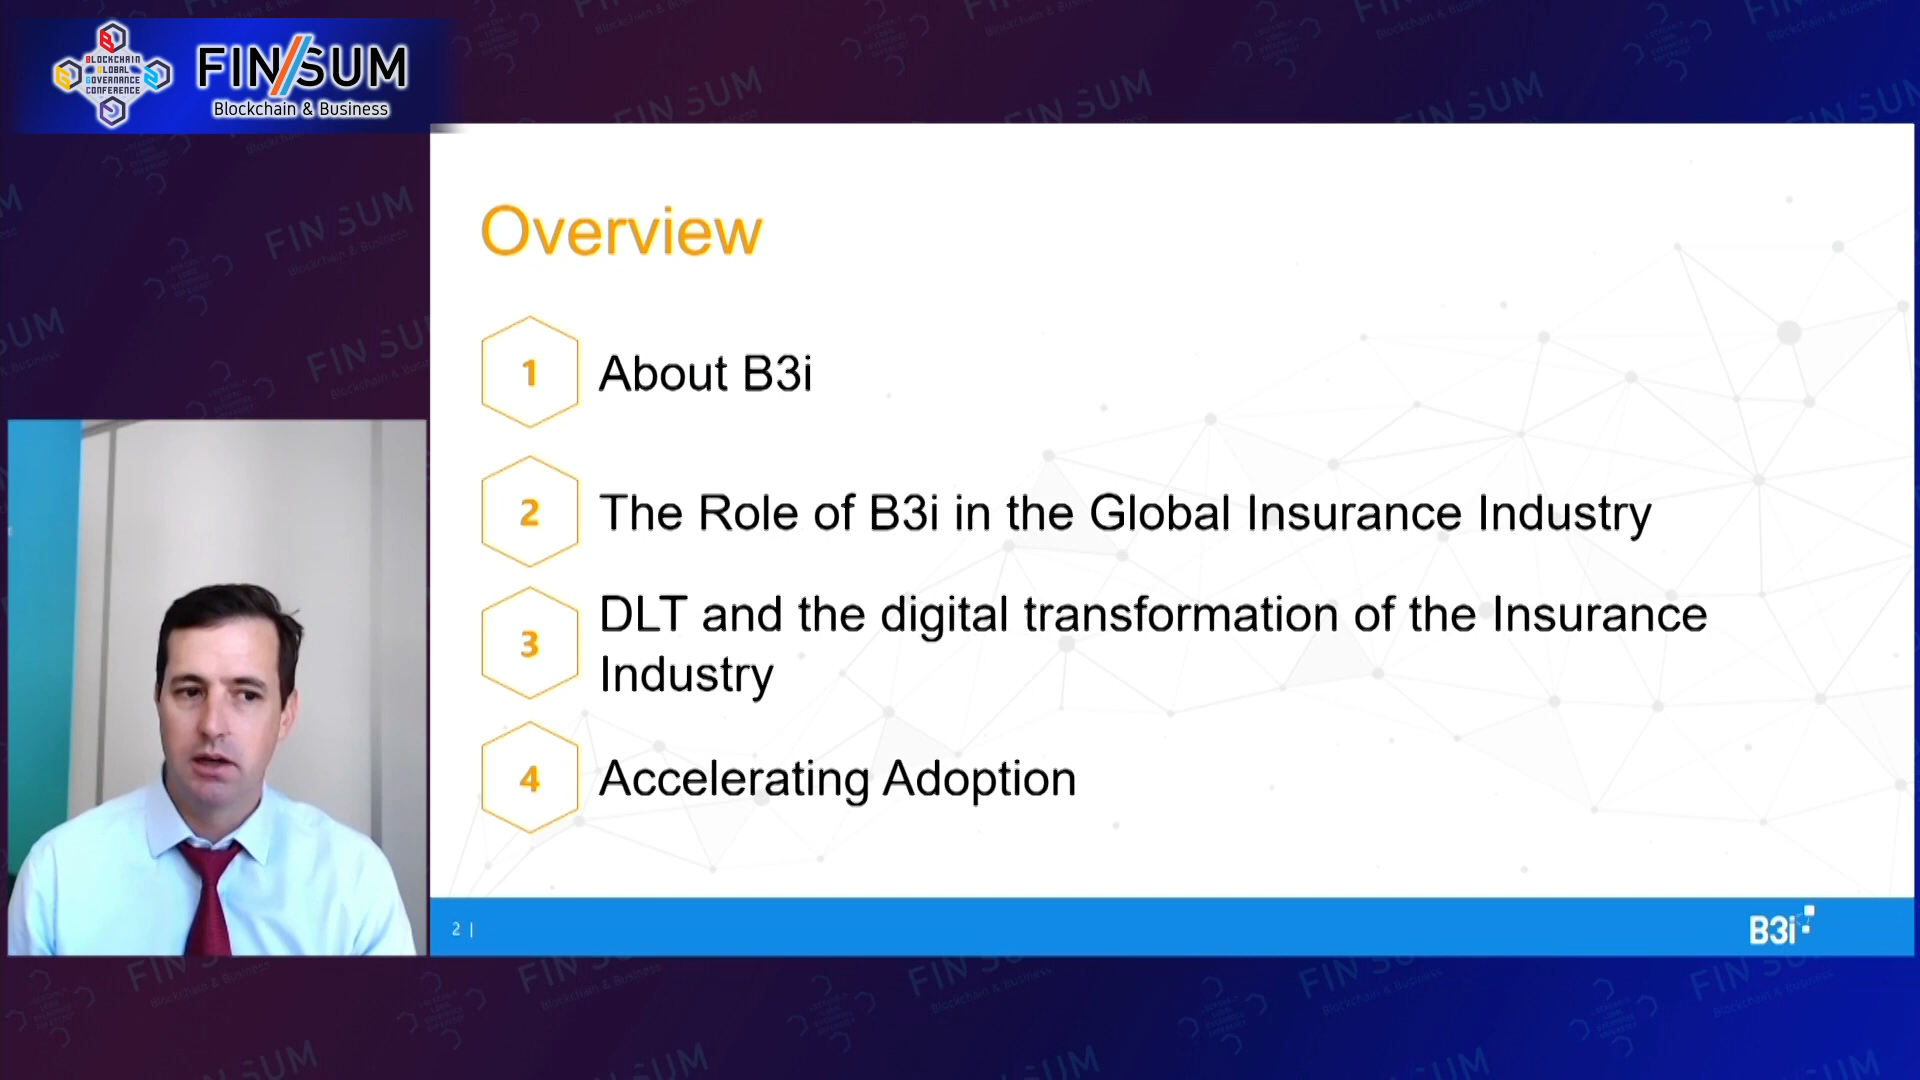 BLOCKCHAIN
GLOBAL
GOVERNANCE
CONFERENCE
FIN/SUM
Blockchain & Business
Overview
1 About B3i
2 The Role of B3i in the Global Insurance Industry
3 DLT and the digital transformation of the Insurance
Industry
4 Accelerating Adoption
2 |
B3i